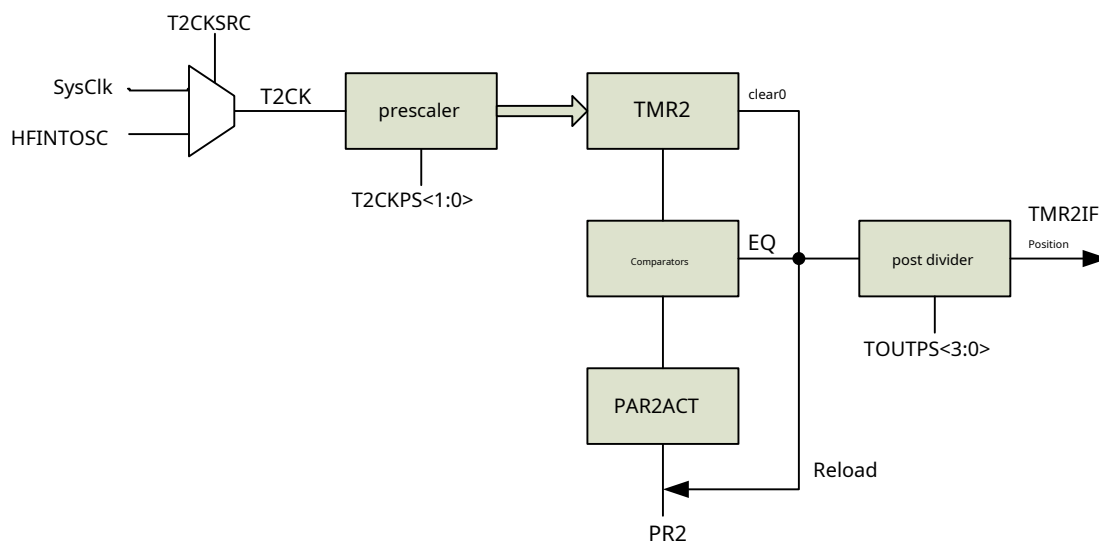 T2CKSRC
SysClk
T2CK
HFINTOSC
prescaler
T2CKPS<1:0>
TMR2
clear0
Comparators
EQ
post divider
TMR2IF
Position
TOUTPS<3:0>
PAR2ACT
Reload
PR2